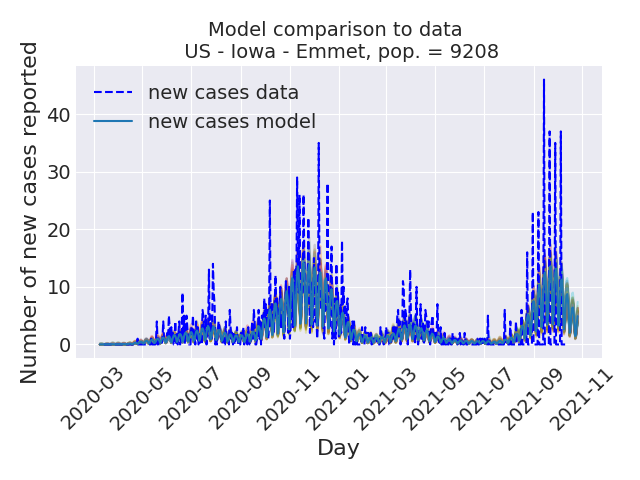 Model comparison to data
US - Iowa - Emmet, pop. = 9208
Number of new cases reported
new cases data
new cases model
40
30
20
10
0
2020-03
2020-05
2020-07
2020-09
2020-11
2021-01
2021-03
2021-05
2021-07
2021-09
2021-11
Day